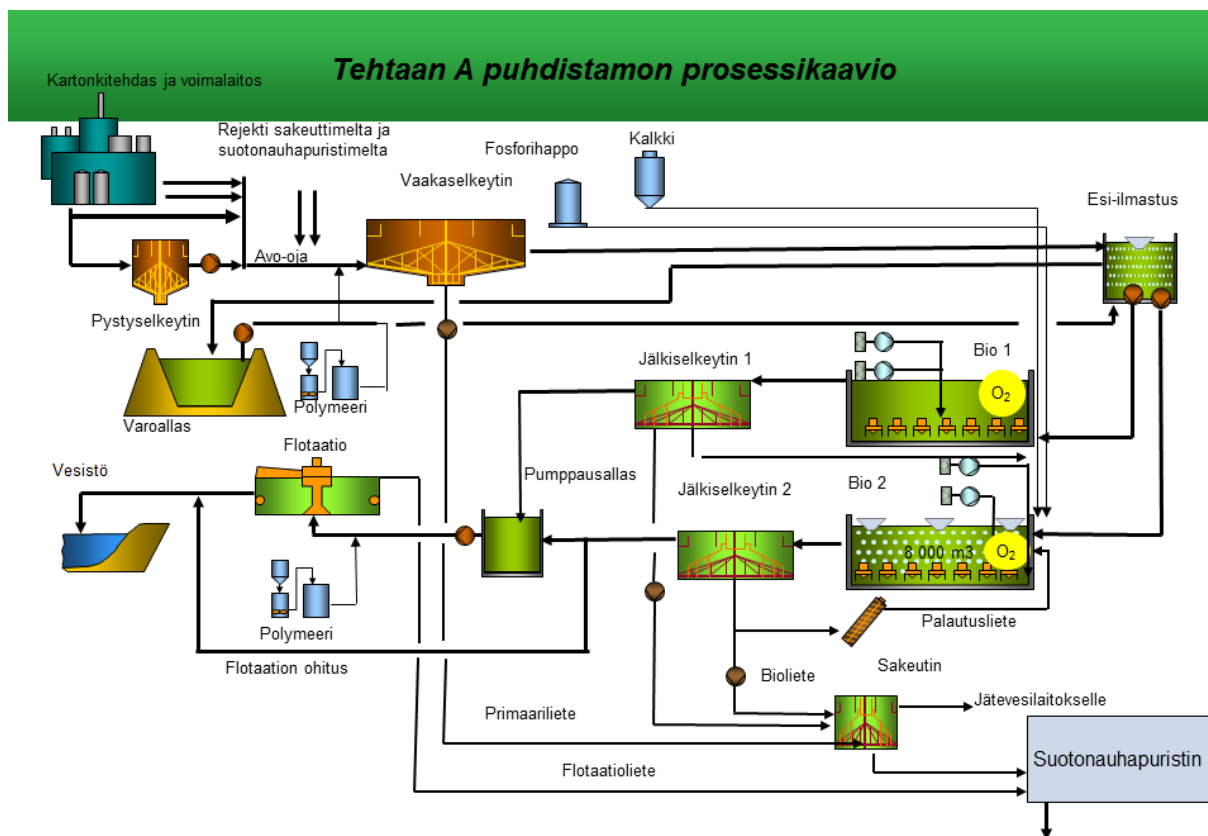 Tehtaan A puhdistamon prosessikaavio
Kartonkitehdas ja voimalaitos
Rejekti sakeuttimelta ja
suotonauhapuristimelta
Vaakaselkeytin
Fosforihappo
Kalkki
Esi-ilmastus
Avo-oja
Pystyselkeytin
Polymeeri
Varoallas
Jälkiselkeytin 1
Bio 1
O2
Flotaatio
Vesistö
Pumppausallas
Jälkiselkeytin 2
Bio 2
8 000 m3
O2
Polymeeri
Palautusliete
Flotaation ohitus
Bioliete
Sakeutin
Primaariliete
Jätevesilaitokselle
Flotaatioliete
Suotonauhapuristin